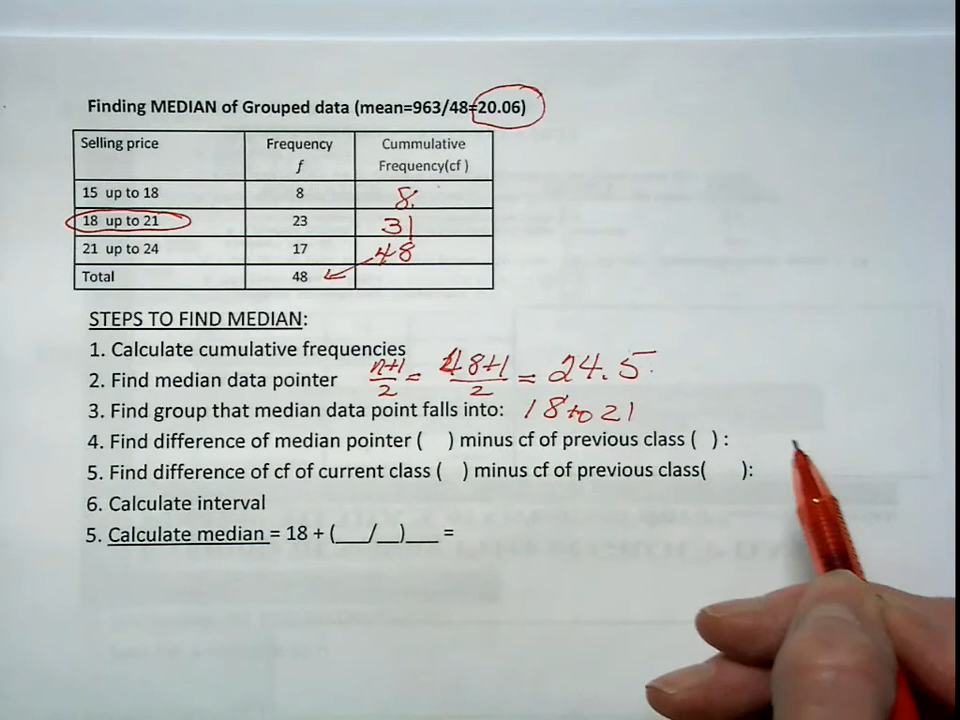 Finding MEDIAN of Grouped data (mean=963/48=20.06)
Selling price Frequency f Cummulative Frequency(cf )
15 up to 18 8 8
18 up to 21 23 31
21 up to 24 17 48
Total 48
STEPS TO FIND MEDIAN:
1. Calculate cumulative frequencies
2. Find median data pointer n+1/2 = 48+1/2 = 24.5
3. Find group that median data point falls into: 18 to 21
4. Find difference of median pointer ( ) minus cf of previous class ( ) :
5. Find difference of cf of current class ( ) minus cf of previous class( ):
6. Calculate interval
5. Calculate median = 18 + (___/__)___ =